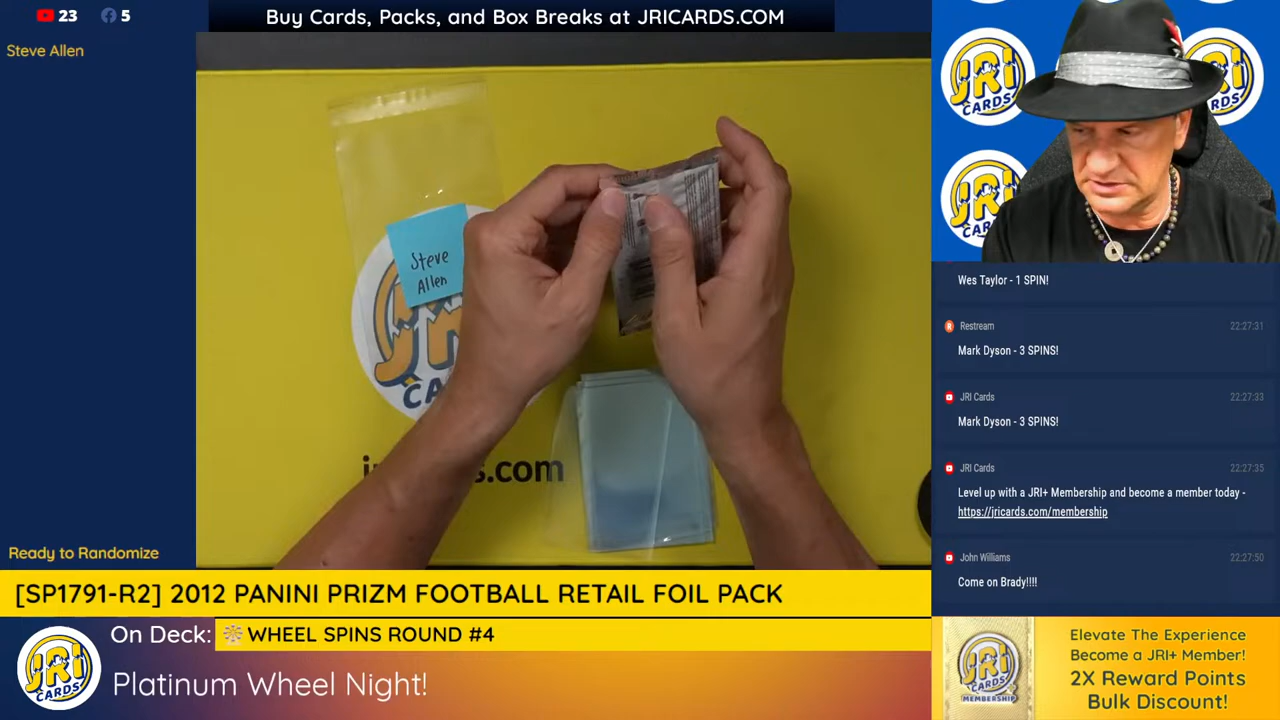 23 5
Buy Cards, Packs, and Box Breaks at JRICARDS.COM
Steve Allen
JRI
CARDS
JRI
CARDS
JRI
Steve
Allen
JRI
CA
s.com
Wes Taylor - 1 SPIN!
Restream 22:27:31
Mark Dyson - 3 SPINS!
JRI Cards 22:27:33
Mark Dyson - 3 SPINS!
JRI Cards 22:27:35
Level up with a JRI+ Membership and become a member today -
https://jricards.com/membership
John Williams 22:27:50
Come on Brady!!!!
Ready to Randomize
[SP1791-R2] 2012 PANINI PRIZM FOOTBALL RETAIL FOIL PACK
On Deck: WHEEL SPINS ROUND #4
JRI
CARDS
Platinum Wheel Night!
JRI
CARDS
MEMBERSHIP
Elevate The Experience
Become a JRI+ Member!
2X Reward Points
Bulk Discount!